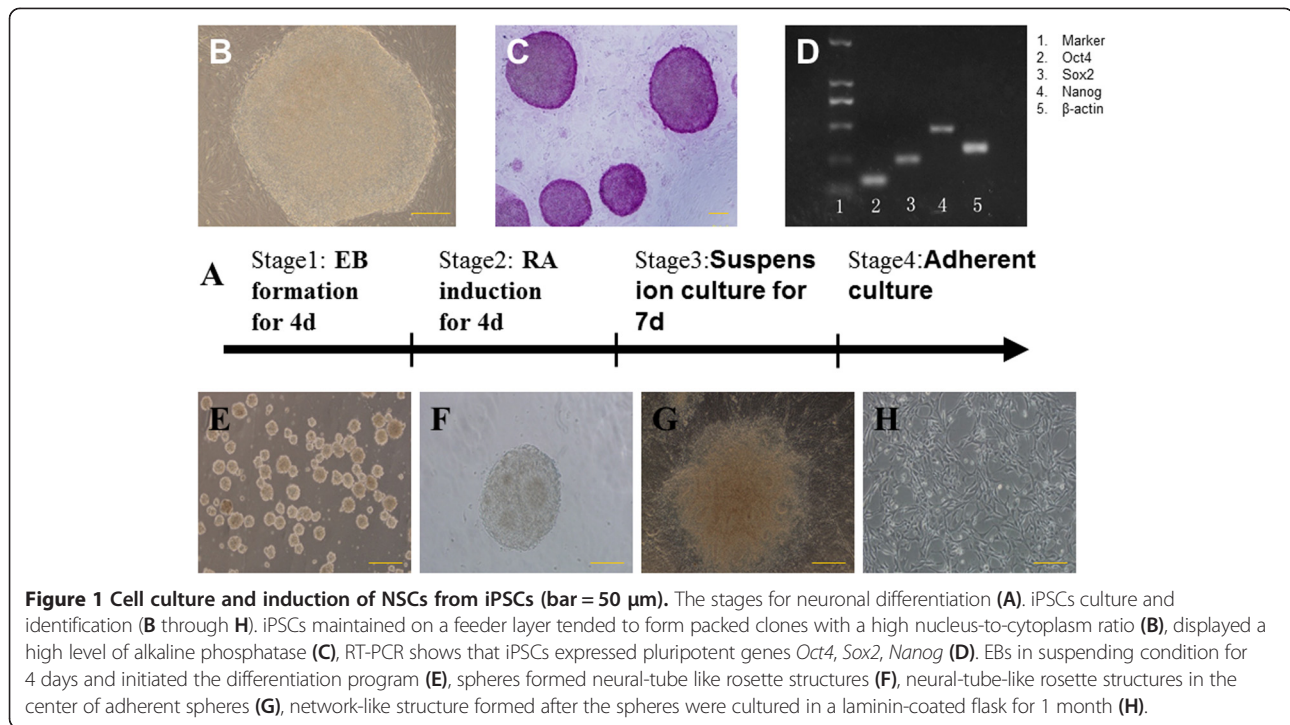 B
C
D
1. Marker
2. Oct4
3. Sox2
4. Nanog
5. β-actin
1 2 3 4 5
A
Stage1: EB
formation
for 4d
Stage2: RA
induction
for 4d
Stage3:Suspens
ion culture for
7d
Stage4:Adherent
culture
E
F
G
H
Figure 1 Cell culture and induction of NSCs from iPSCs (bar = 50 μm). The stages for neuronal differentiation (A). iPSCs culture and
identification (B through H). iPSCs maintained on a feeder layer tended to form packed clones with a high nucleus-to-cytoplasm ratio (B), displayed a
high level of alkaline phosphatase (C), RT-PCR shows that iPSCs expressed pluripotent genes Oct4, Sox2, Nanog (D). EBs in suspending condition for
4 days and initiated the differentiation program (E), spheres formed neural-tube like rosette structures (F), neural-tube-like rosette structures in the
center of adherent spheres (G), network-like structure formed after the spheres were cultured in a laminin-coated flask for 1 month (H).